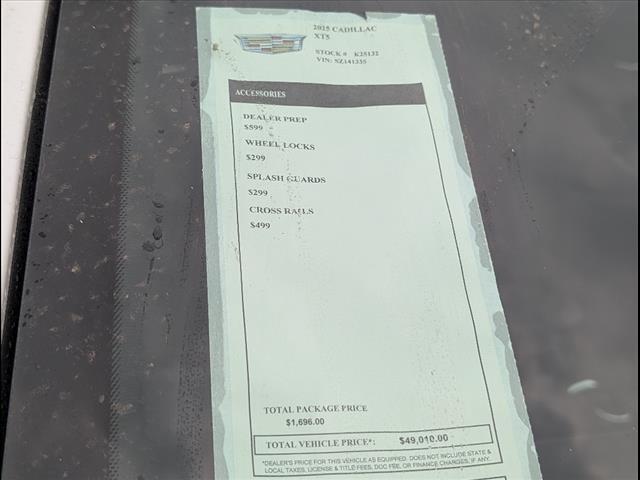 2025 CADILLAC
XT5
STOCK # K25132
VIN: SZ141335
ACCESSORIES
DEALER PREP
$599
WHEEL LOCKS
$299
SPLASH GUARDS
$299
CROSS RAILS
$499
TOTAL PACKAGE PRICE
$1,696.00
TOTAL VEHICLE PRICE*: $49,010.00
*DEALER'S PRICE FOR THIS VEHICLE AS EQUIPPED. DOES NOT INCLUDE STATE &
LOCAL TAXES, LICENSE & TITLE FEES, DOC FEE, OR FINANCE CHARGES, IF ANY.